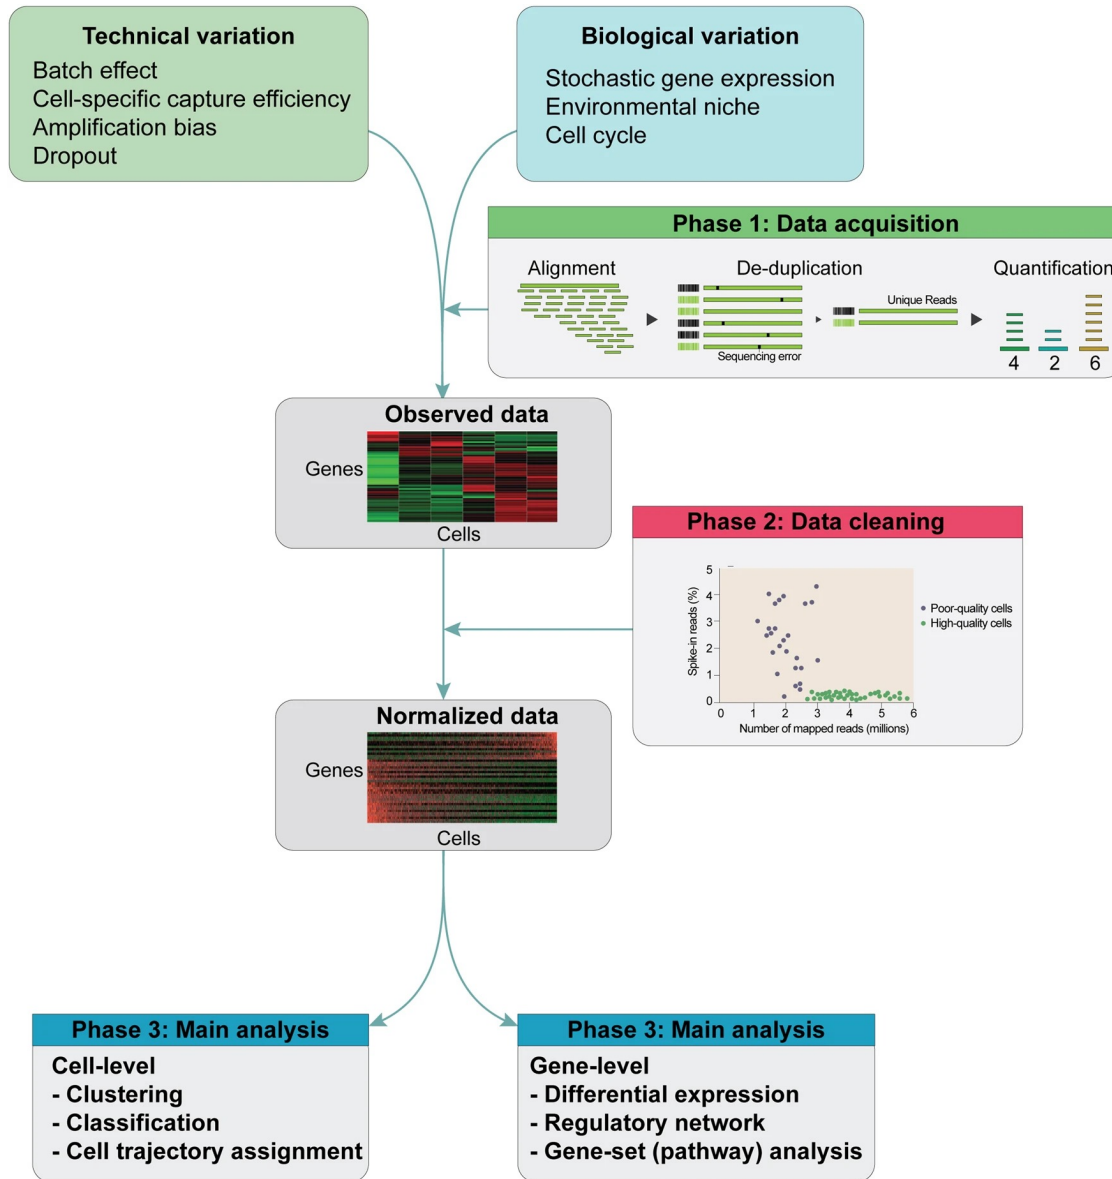 Technical variation
Batch effect
Cell-specific capture efficiency
Amplification bias
Dropout
Biological variation
Stochastic gene expression
Environmental niche
Cell cycle
Phase 1: Data acquisition
Alignment
De-duplication
Quantification
Unique Reads
Sequencing error
4
2
6
Observed data
Genes
Cells
Phase 2: Data cleaning
Spike-in reads (%)
5
4
3
2
1
0
0
1
2
3
4
5
6
Number of mapped reads (millions)
Poor-quality cells
High-quality cells
Normalized data
Genes
Cells
Phase 3: Main analysis
Cell-level
- Clustering
- Classification
- Cell trajectory assignment
Phase 3: Main analysis
Gene-level
- Differential expression
- Regulatory network
- Gene-set (pathway) analysis